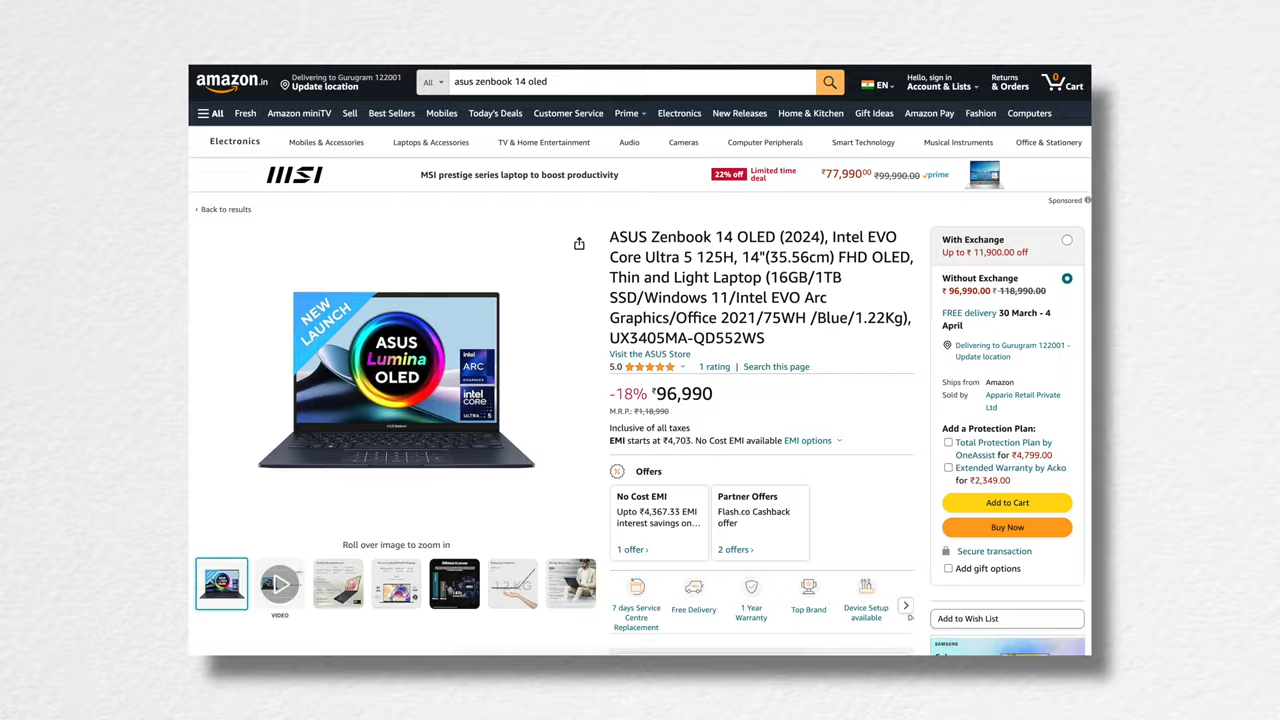 amazon.in
Delivering to Gurugram 122001
Update location
All
asus zenbook 14 oled
EN
Hello, sign in
Account & Lists
Returns
& Orders
0
Cart
All Fresh Amazon miniTV Sell Best Sellers Mobiles Today's Deals Customer Service Prime Electronics New Releases Home & Kitchen Gift Ideas Amazon Pay Fashion Computers
Electronics Mobiles & Accessories Laptops & Accessories TV & Home Entertainment Audio Cameras Computer Peripherals Smart Technology Musical Instruments Office & Stationery
msi
MSI prestige series laptop to boost productivity
22% off
Limited time
deal
₹77,990⁰⁰ ₹99,990.00 prime
Sponsored
‹ Back to results
NEW
LAUNCH
ASUS
Lumina
OLED
intel
ARC
GRAPHICS
intel
CORE
ULTRA 5
ASUS Zenbook
Roll over image to zoom in
VIDEO
1.2 KG
ASUS Zenbook 14 OLED (2024), Intel EVO
Core Ultra 5 125H, 14"(35.56cm) FHD OLED,
Thin and Light Laptop (16GB/1TB
SSD/Windows 11/Intel EVO Arc
Graphics/Office 2021/75WH /Blue/1.22Kg),
UX3405MA-QD552WS
Visit the ASUS Store
5.0 1 rating | Search this page
-18% ₹96,990
M.R.P.: ₹1,18,990
Inclusive of all taxes
EMI starts at ₹4,703. No Cost EMI available EMI options
Offers
No Cost EMI
Upto ₹4,367.33 EMI
interest savings on...
1 offer ›
Partner Offers
Flash.co Cashback
offer
2 offers ›
7 days Service
Centre
Replacement
Free Delivery
1 Year
Warranty
Top Brand
Device Setup
available
With Exchange
Up to ₹ 11,900.00 off
Without Exchange
₹ 96,990.00 ₹ 118,990.00
FREE delivery 30 March - 4
April
Delivering to Gurugram 122001 -
Update location
Ships from Amazon
Sold by Appario Retail Private
Ltd
Add a Protection Plan:
Total Protection Plan by
OneAssist for ₹4,799.00
Extended Warranty by Acko
for ₹2,349.00
Add to Cart
Buy Now
Secure transaction
Add gift options
Add to Wish List
SAMSUNG